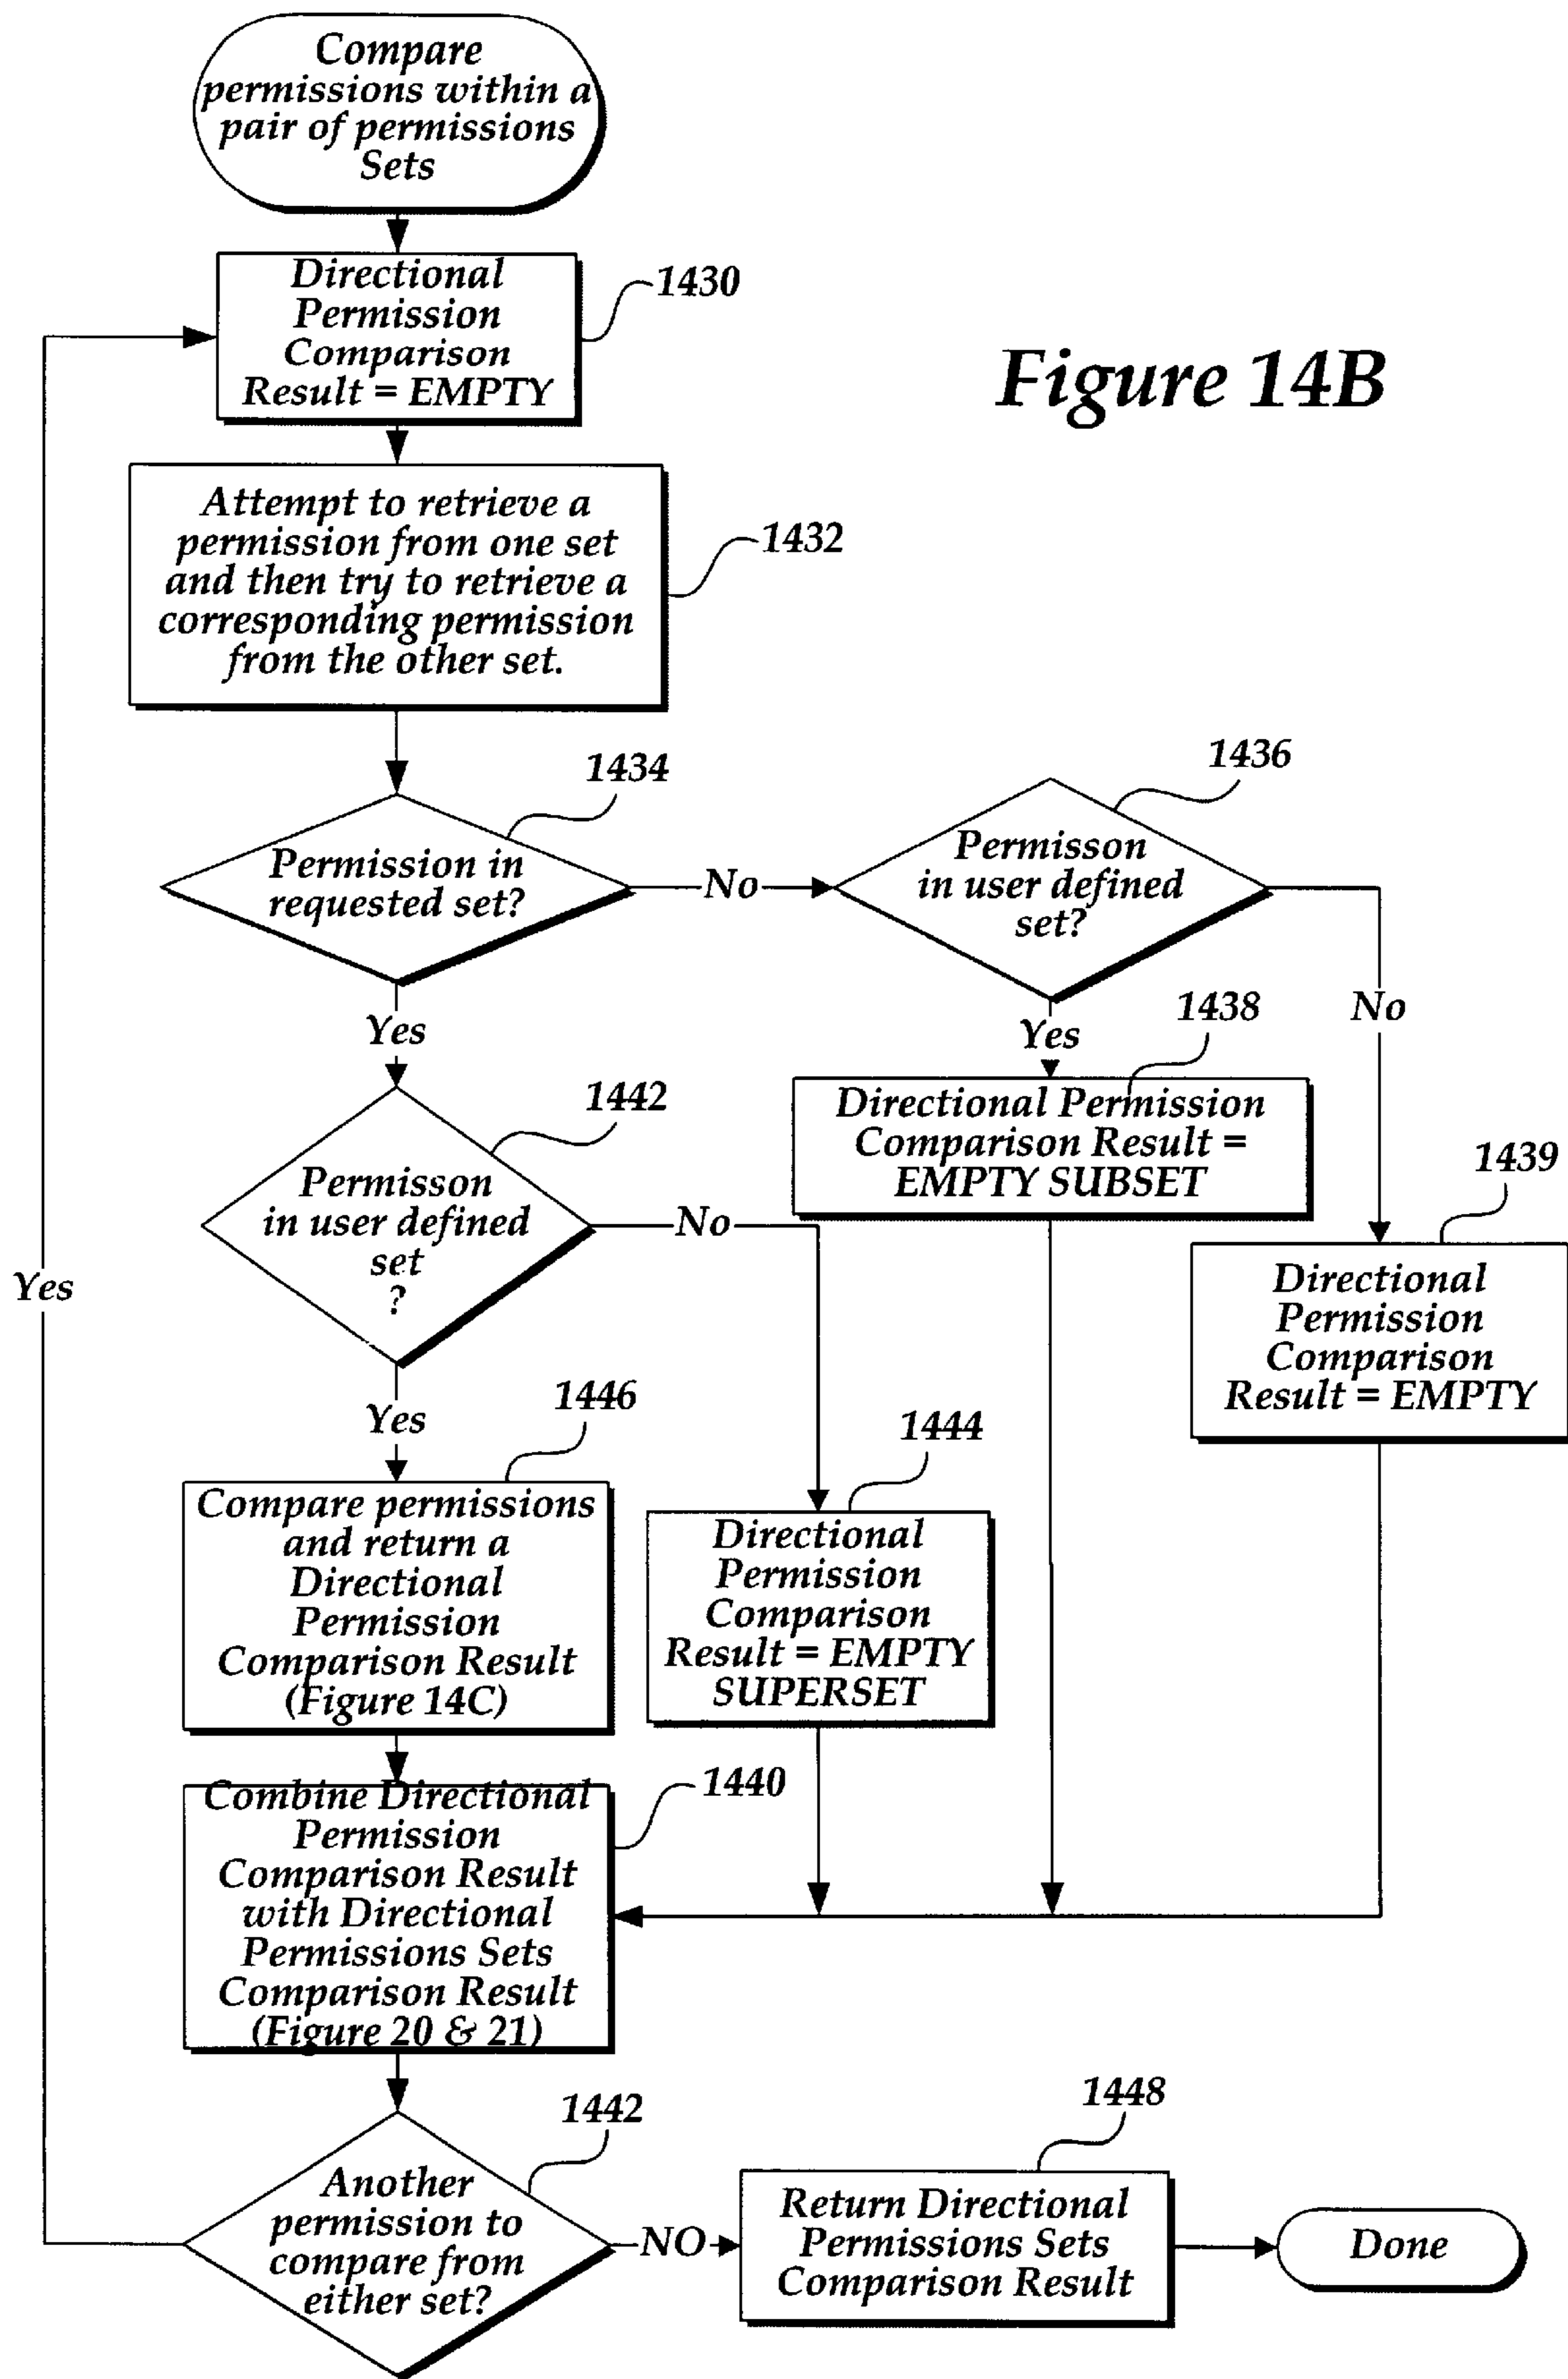 Compare
permissions within a
pair of permissions
Sets
Directional
Permission
Comparison
Result = EMPTY
1430
Figure 14B
Attempt to retrieve a
permission from one set
and then try to retrieve a
corresponding permission
from the other set.
1432
1434
Permission in
requested set?
No
1436
Permisson
in user defined
set?
Yes
No
Yes
1438
Directional Permission
Comparison Result =
EMPTY SUBSET
1439
Directional
Permission
Comparison
Result = EMPTY
1442
Permisson
in user defined
set
?
No
Yes
Yes
1444
Directional
Permission
Comparison
Result = EMPTY
SUPERSET
1446
Compare permissions
and return a
Directional
Permission
Comparison Result
(Figure 14C)
1440
Combine Directional
Permission
Comparison Result
with Directional
Permissions Sets
Comparison Result
(Figure 20 & 21)
1442
Another
permission to
compare from
either set?
NO
1448
Return Directional
Permissions Sets
Comparison Result
Done